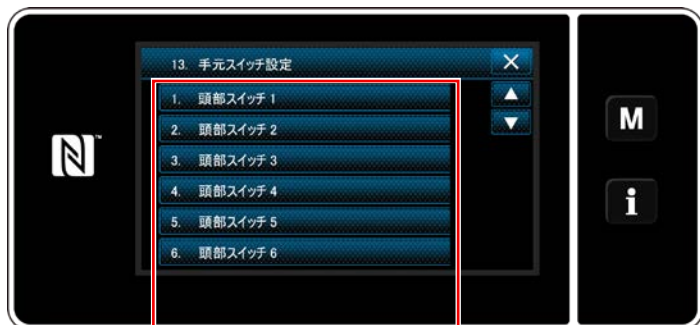 13. 手元スイッチ設定
1. 頭部スイッチ 1
2. 頭部スイッチ 2
3. 頭部スイッチ 3
4. 頭部スイッチ 4
5. 頭部スイッチ 5
6. 頭部スイッチ 6
M
i